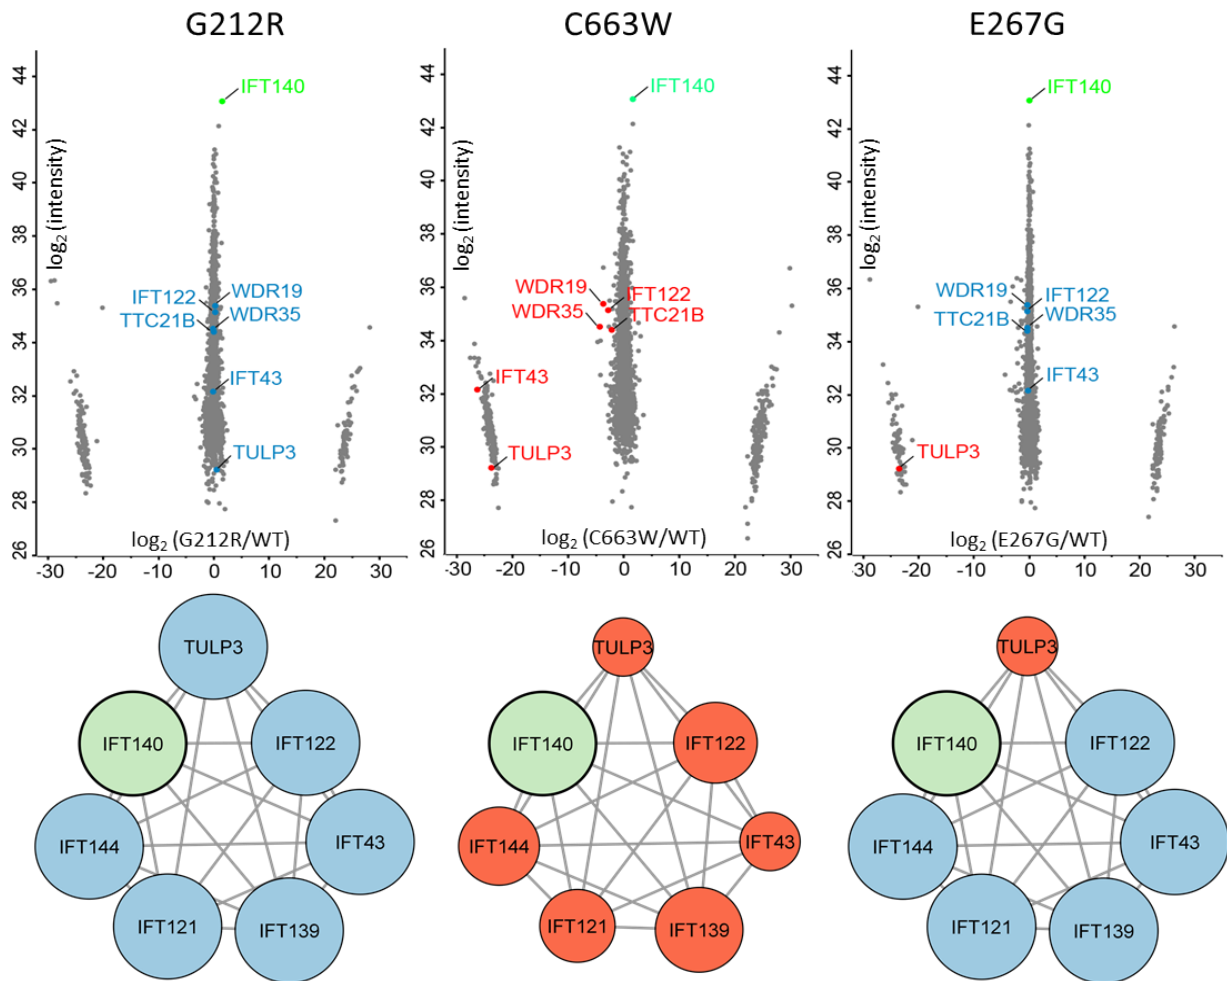 G212R
C663W
E267G
44
42
40
38
36
34
32
30
28
26
log2 (intensity)
IFT140
IFT122
WDR19
TTC21B
WDR35
IFT43
TULP3
log2 (G212R/WT)
-30 -20 -10 0 10 20 30
44
42
40
38
36
34
32
30
28
26
log2 (intensity)
IFT140
WDR19
IFT122
WDR35
TTC21B
IFT43
TULP3
log2 (C663W/WT)
-30 -20 -10 0 10 20 30
44
42
40
38
36
34
32
30
28
26
log2 (intensity)
IFT140
WDR19
IFT122
TTC21B
WDR35
IFT43
TULP3
log2 (E267G/WT)
-30 -20 -10 0 10 20 30
TULP3
IFT140
IFT122
IFT144
IFT43
IFT121
IFT139
TULP3
IFT140
IFT122
IFT144
IFT43
IFT121
IFT139
TULP3
IFT140
IFT122
IFT144
IFT43
IFT121
IFT139